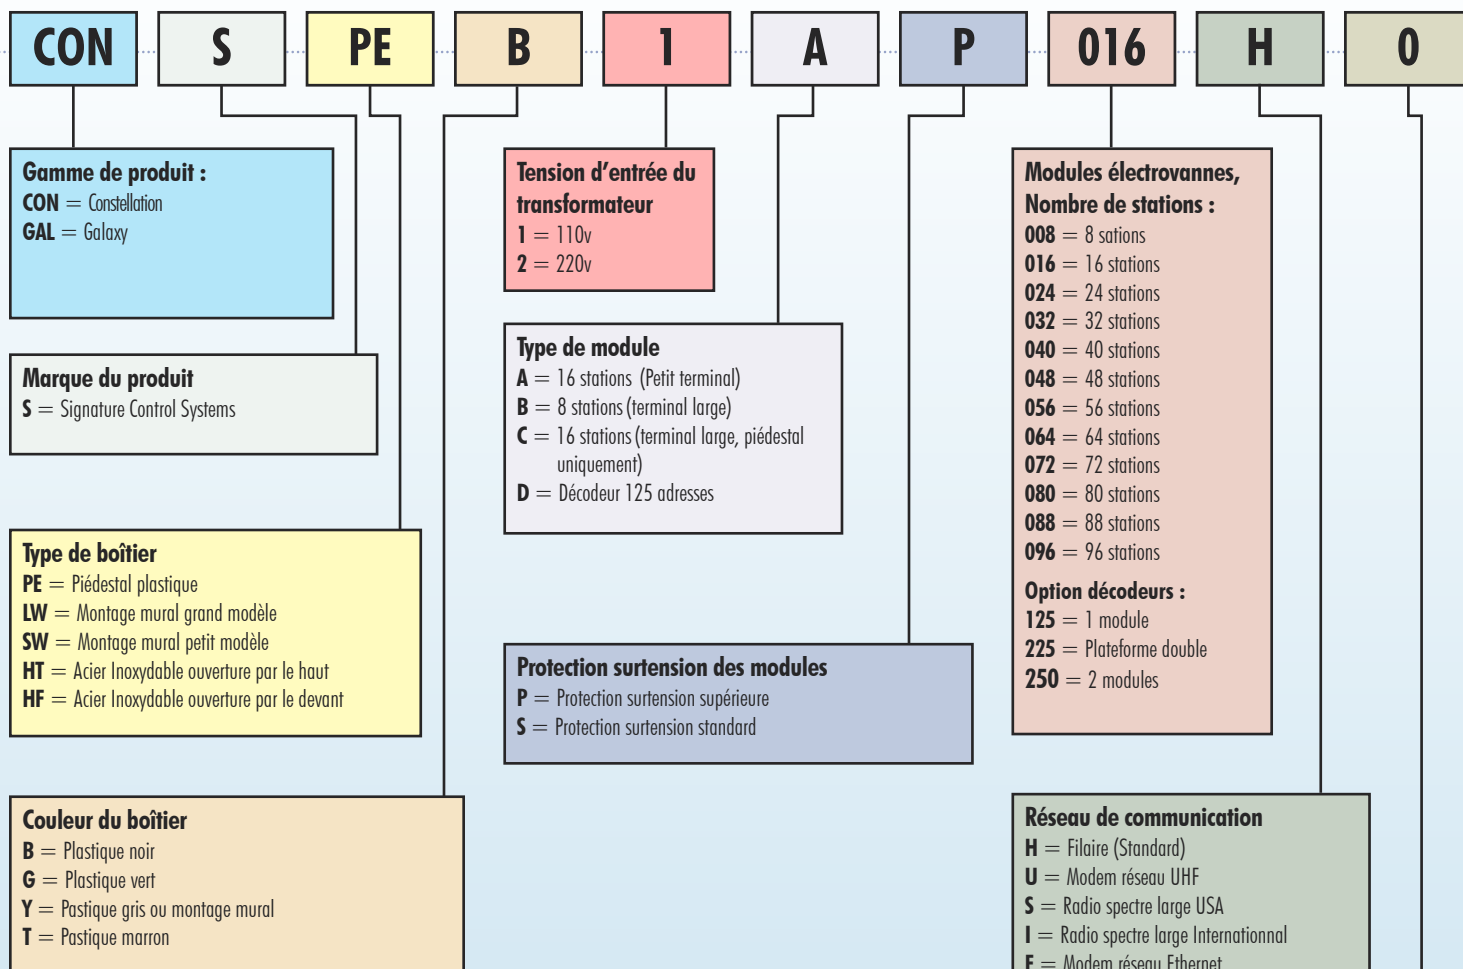 CON S PE B 1 A P 016 H 0
Gamme de produit :
CON = Constellation
GAL = Galaxy
Marque du produit
S = Signature Control Systems
Type de boîtier
PE = Piédestal plastique
LW = Montage mural grand modèle
SW = Montage mural petit modèle
HT = Acier Inoxydable ouverture par le haut
HF = Acier Inoxydable ouverture par le devant
Couleur du boîtier
B = Plastique noir
G = Plastique vert
Y = Pastique gris ou montage mural
T = Pastique marron
Tension d'entrée du
transformateur
1 = 110v
2 = 220v
Type de module
A = 16 stations (Petit terminal)
B = 8 stations (terminal large)
C = 16 stations (terminal large, piédestal
uniquement)
D = Décodeur 125 adresses
Protection surtension des modules
P = Protection surtension supérieure
S = Protection surtension standard
Modules électrovannes,
Nombre de stations :
008 = 8 sations
016 = 16 stations
024 = 24 stations
032 = 32 stations
040 = 40 stations
048 = 48 stations
056 = 56 stations
064 = 64 stations
072 = 72 stations
080 = 80 stations
088 = 88 stations
096 = 96 stations
Option décodeurs :
125 = 1 module
225 = Plateforme double
250 = 2 modules
Réseau de communication
H = Filaire (Standard)
U = Modem réseau UHF
S = Radio spectre large USA
I = Radio spectre large Internationnal
E = Modem réseau Ethernet